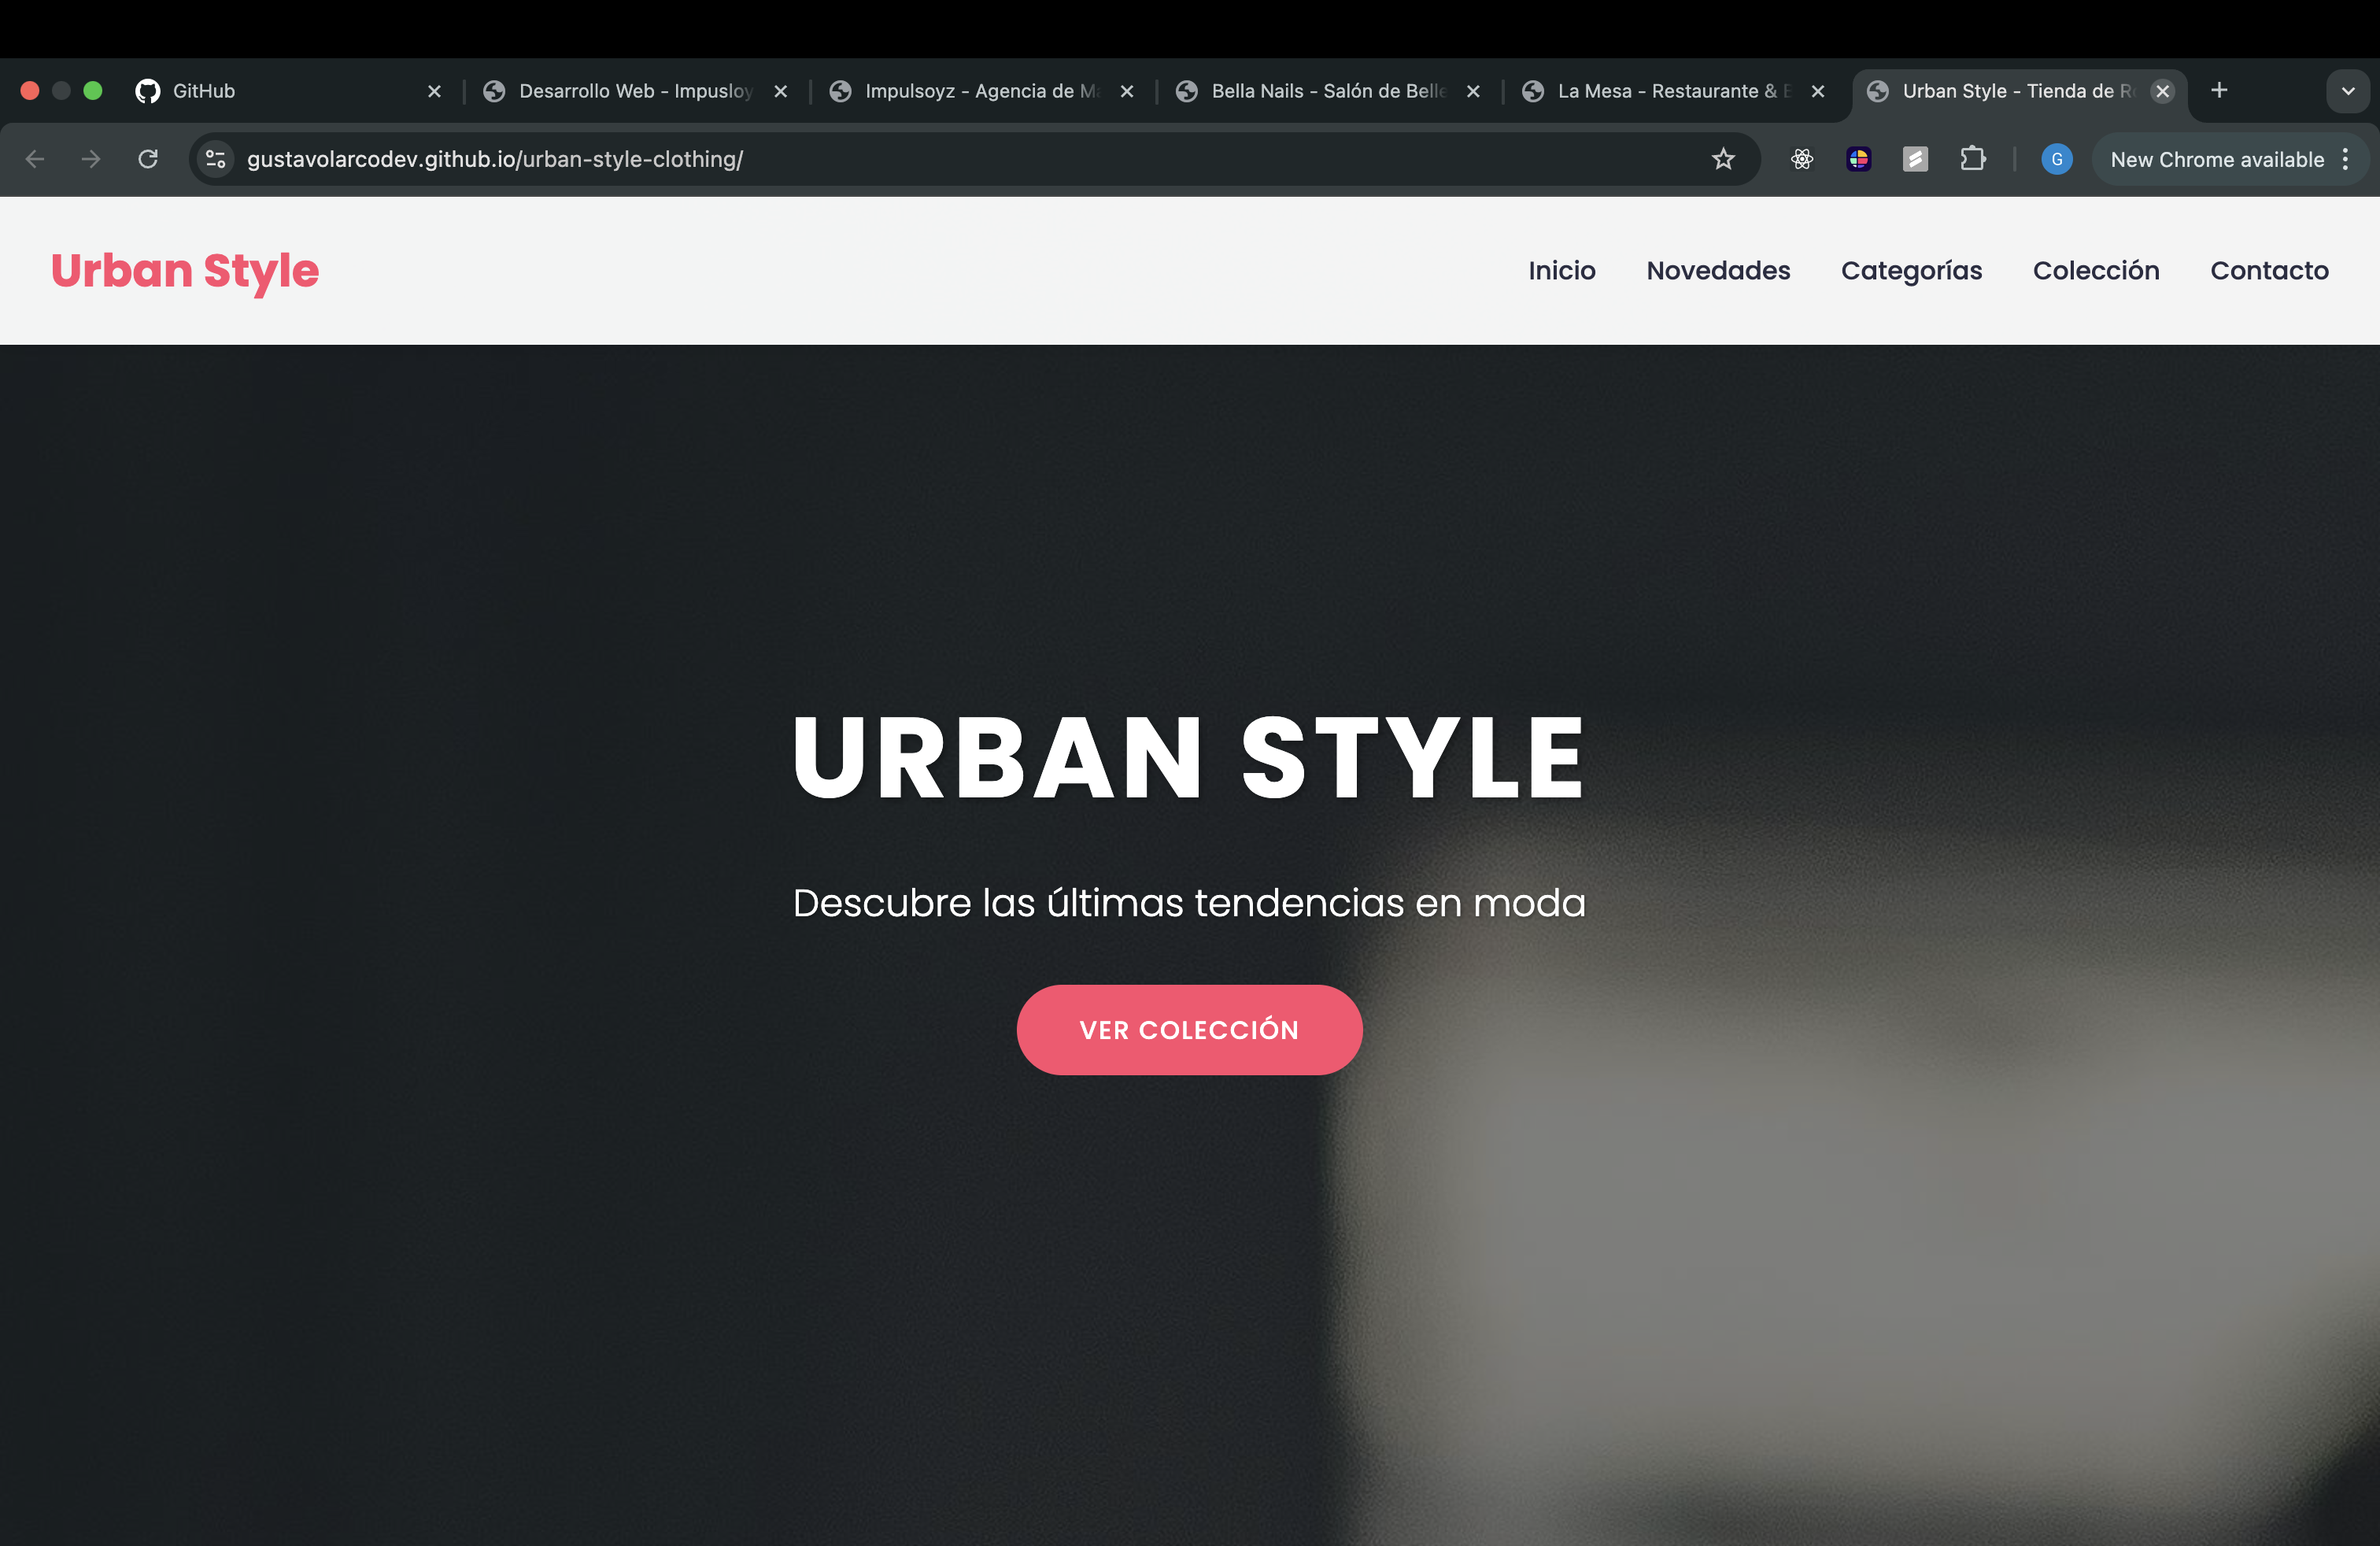 GitHub
Desarrollo Web - Impusloy
Impulsoyz - Agencia de Ma
Bella Nails - Salón de Belle
La Mesa - Restaurante &
Urban Style - Tienda de R
gustavolarcodev.github.io/urban-style-clothing/
G
New Chrome available
Urban Style
Inicio
Novedades
Categorías
Colección
Contacto
URBAN STYLE
Descubre las últimas tendencias en moda
VER COLECCIÓN